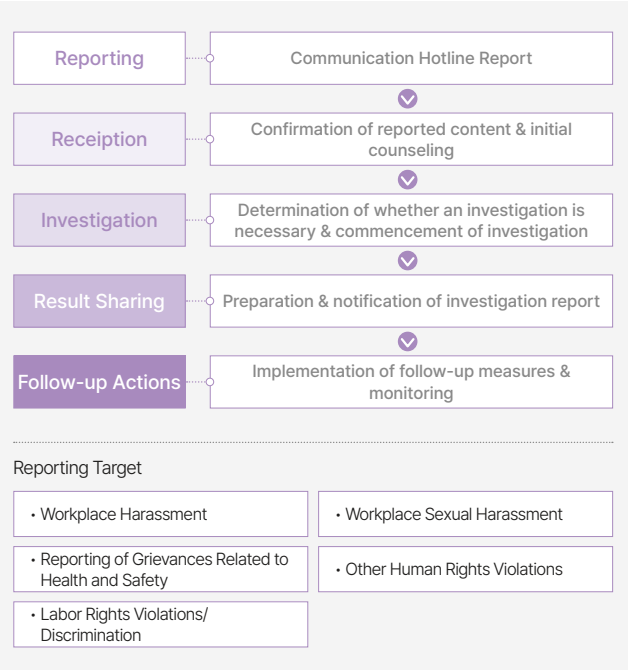 Reporting
Communication Hotline Report
Receiption
Confirmation of reported content & initial
counseling
Investigation
Determination of whether an investigation is
necessary & commencement of investigation
Result Sharing
Preparation & notification of investigation report
Follow-up Actions
Implementation of follow-up measures &
monitoring
Reporting Target
• Workplace Harassment
• Workplace Sexual Harassment
• Reporting of Grievances Related to
Health and Safety
• Other Human Rights Violations
• Labor Rights Violations/
Discrimination